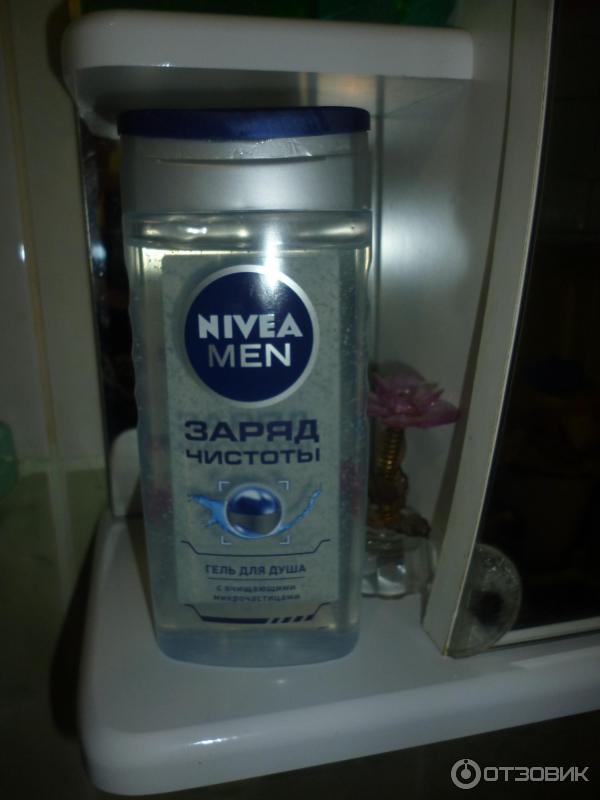 NIVEA
MEN
ЗАРЯД
ЧИСТОТЫ
ГЕЛЬ ДЛЯ ДУША
с очищающими
микрочастицами
ОТЗОВИК